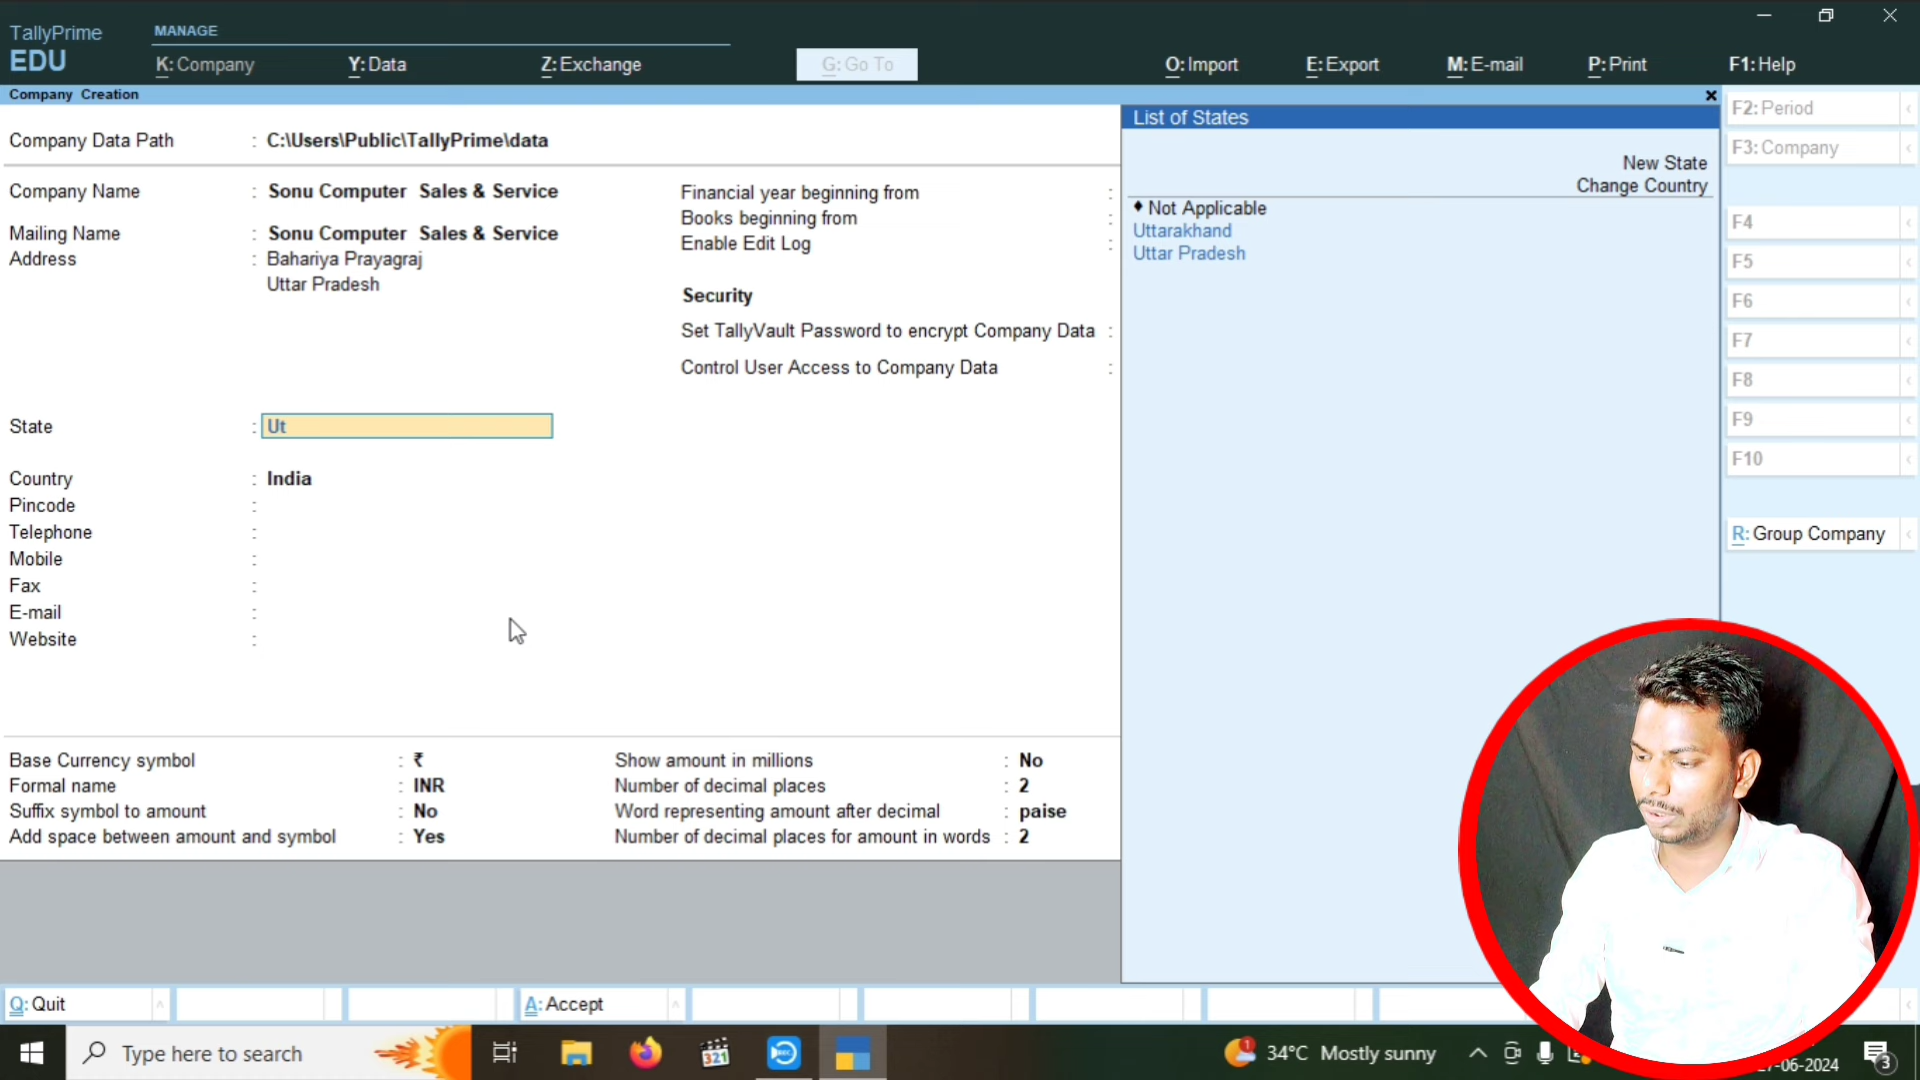 TallyPrime
EDU
MANAGE
K: Company
Y: Data
Z: Exchange
G: Go To
O: Import
E: Export
M: E-mail
P: Print
F1: Help
Company Creation
Company Data Path : C:\Users\Public\TallyPrime\data
Company Name : Sonu Computer Sales & Service
Mailing Name : Sonu Computer Sales & Service
Address : Bahariya Prayagraj
Uttar Pradesh
State : Ut
Country : India
Pincode :
Telephone :
Mobile :
Fax :
E-mail :
Website :
Financial year beginning from :
Books beginning from :
Enable Edit Log :
Security
Set TallyVault Password to encrypt Company Data :
Control User Access to Company Data :
Base Currency symbol : ₹
Formal name : INR
Suffix symbol to amount : No
Add space between amount and symbol : Yes
Show amount in millions : No
Number of decimal places : 2
Word representing amount after decimal : paise
Number of decimal places for amount in words : 2
List of States
New State
Change Country
♦ Not Applicable
Uttarakhand
Uttar Pradesh
F2: Period
F3: Company
F4
F5
F6
F7
F8
F9
F10
R: Group Company
Q: Quit
A: Accept
Type here to search
321
REC
1
34°C Mostly sunny
-06-2024
3